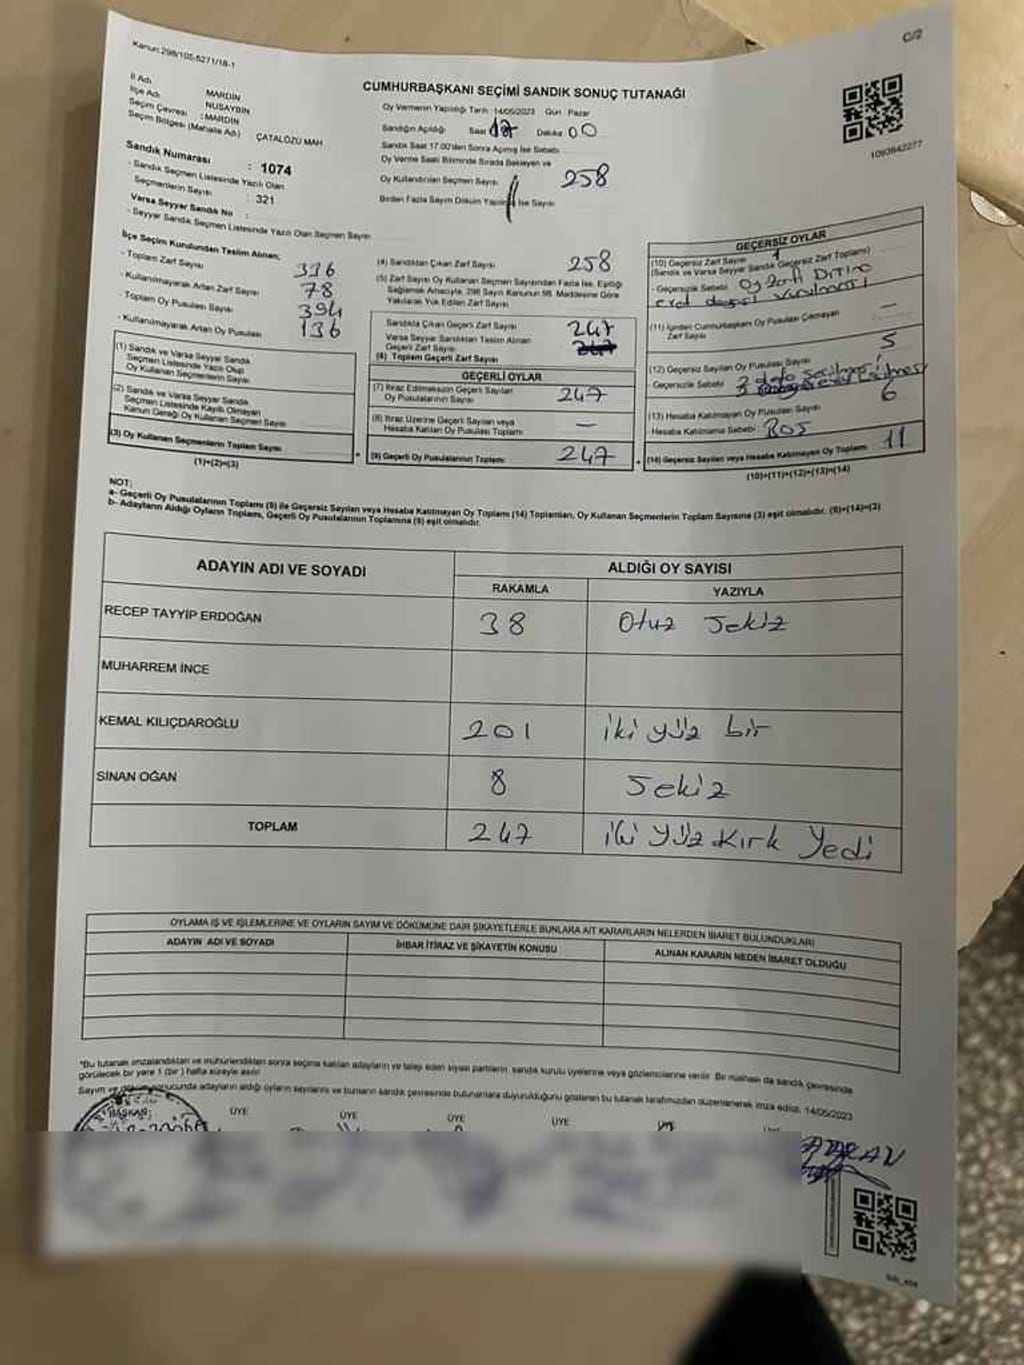 C/2
Kanun:298/105,5271/18-1
CUMHURBAŞKANI SEÇİMİ SANDIK SONUÇ TUTANAĞI
İl Adı : MARDİN
İlçe Adı : NUSAYBİN
Seçim Çevresi : MARDİN
Seçim Bölgesi (Mahalle Adı) ÇATALÖZÜ MAH
Sandık Numarası : 1074
- Sandık Seçmen Listesinde Yazılı Olan
Seçmenlerin Sayısı : 321
Varsa Seyyar Sandık No :
- Seyyar Sandık Seçmen Listesinde Yazılı Olan Seçmen Sayısı
Oy Vermenin Yapıldığı Tarih: 14/05/2023 Gün: Pazar
Sandığın Açıldığı Saat 17 Dakika 00
Sandık Saat 17.00'den Sonra Açılmış İse Sebebi
Oy Verme Saati Bitiminde Sırada Bekleyen ve
Oy Kullandırılan Seçmen Sayısı 258
Birden Fazla Sayım Döküm Yapılmış İse Sayısı
1093842277
İlçe Seçim Kurulundan Teslim Alınan;
- Toplam Zarf Sayısı 336
- Kullanılmayarak Artan Zarf Sayısı 78
- Toplam Oy Pusulası Sayısı 394
- Kullanılmayarak Artan Oy Pusulası 136
(1) Sandık ve Varsa Seyyar Sandık
Seçmen Listesinde Yazılı Olup
Oy Kullanan Seçmenlerin Sayısı
(2) Sandık ve Varsa Seyyar Sandık
Seçmen Listesinde Kayıtlı Olmayan
Kanun Gereği Oy Kullanan Seçmen Sayısı
(3) Oy Kullanan Seçmenlerin Toplam Sayısı
(1)+(2)=(3)
(4) Sandıktan Çıkan Zarf Sayısı 258
(5) Zarf Sayısı Oy Kullanan Seçmen Sayısından Fazla İse, Eşitliği
Sağlamak Amacıyla, 298 Sayılı Kanunun 98. Maddesine Göre
Yakılarak Yok Edilen Zarf Sayısı
Sandıkta Çıkan Geçerli Zarf Sayısı 247
Varsa Seyyar Sandıktan Teslim Alınan
Geçerli Zarf Sayısı
(6) Toplam Geçerli Zarf Sayısı
GEÇERLİ OYLAR
(7) İtiraz Edilmeksizin Geçerli Sayılan
Oy Pusulalarının Sayısı 247
(8) İtiraz Üzerine Geçerli Sayılan veya
Hesaba Katılan Oy Pusulası Toplamı —
(9) Geçerli Oy Pusulalarının Toplamı 247
GEÇERSİZ OYLAR
(10) Geçersiz Zarf Sayısı
(Sandık ve Varsa Seyyar Sandık Geçersiz Zarf Toplamı)
- Geçersizlik Sebebi
(11) İçinden Cumhurbaşkanı Oy Pusulası Çıkmayan
Zarf Sayısı —
(12) Geçersiz Sayılan Oy Pusulası Sayısı 5
- Geçersizlik Sebebi
(13) Hesaba Katılmayan Oy Pusulası Sayısı 6
Hesaba Katılmama Sebebi BOŞ
(14) Geçersiz Sayılan veya Hesaba Katılmayan Oy Toplamı 11
(10)+(11)+(12)+(13)=(14)
NOT:
a- Geçerli Oy Pusulalarının Toplamı (9) ile Geçersiz Sayılan veya Hesaba Katılmayan Oy Toplamı (14) Toplamları, Oy Kullanan Seçmenlerin Toplam Sayısına (3) eşit olmalıdır. (9)+(14)=(3)
b- Adayların Aldığı Oyların Toplamı, Geçerli Oy Pusulalarının Toplamına (9) eşit olmalıdır.
ADAYIN ADI VE SOYADI ALDIĞI OY SAYISI
RAKAMLA YAZIYLA
RECEP TAYYİP ERDOĞAN 38 Otuz Sekiz
MUHARREM İNCE
KEMAL KILIÇDAROĞLU 201 iki yüz bir
SİNAN OĞAN 8 Sekiz
TOPLAM 247 iki yüz kırk yedi
OYLAMA İŞ VE İŞLEMLERİNE VE OYLARIN SAYIM VE DÖKÜMÜNE DAİR ŞİKAYETLERLE BUNLARA AİT KARARLARIN NELERDEN İBARET BULUNDUKLARI
ADAYIN ADI VE SOYADI İHBAR İTİRAZ VE ŞİKAYETİN KONUSU ALINAN KARARIN NEDEN İBARET OLDUĞU
*Bu tutanak imzalandıktan ve mühürlendikten sonra seçime katılan adayların ve talep eden siyasi partilerin, sandık kurulu üyelerine veya gözlemcilerine verilir. Bir nüshası da sandık çevresinde
görülecek bir yere 1 (bir) hafta süreyle asılır.
Sayım ve döküm sonucunda adayların aldığı oyların sayılarını ve bunların sandık çevresinde bulunanlara duyurulduğunu gösteren bu tutanak tarafımızdan düzenlenerek imza edildi. 14/05/2023
BAŞKAN ÜYE ÜYE ÜYE ÜYE